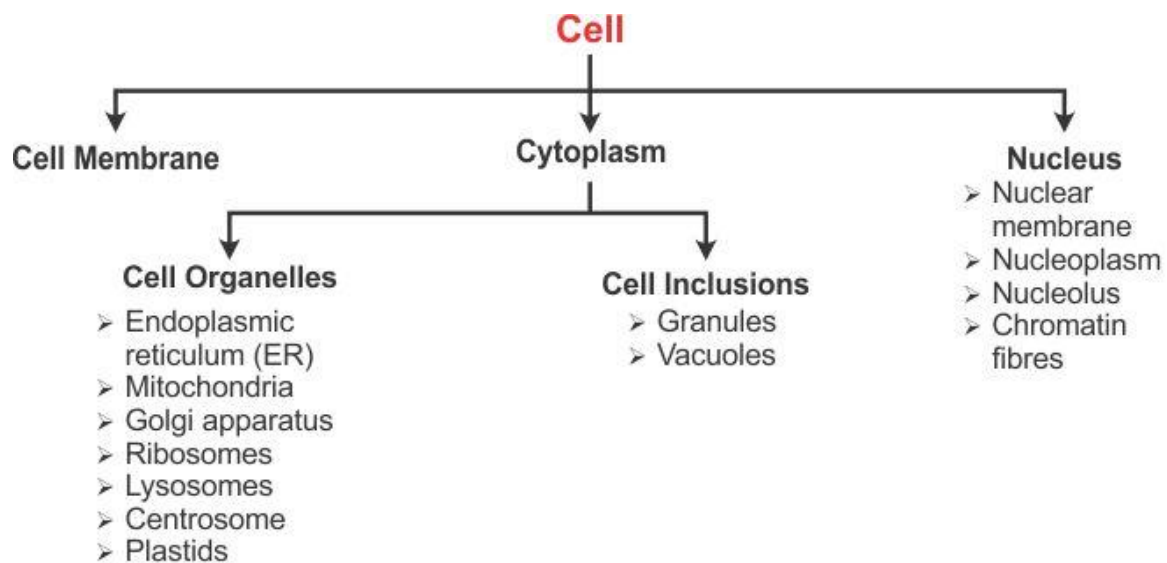 Cell
Cell Membrane
Cytoplasm
Nucleus
➢ Nuclear
membrane
➢ Nucleoplasm
➢ Nucleolus
➢ Chromatin
fibres
Cell Organelles
➢ Endoplasmic
reticulum (ER)
➢ Mitochondria
➢ Golgi apparatus
➢ Ribosomes
➢ Lysosomes
➢ Centrosome
➢ Plastids
Cell Inclusions
➢ Granules
➢ Vacuoles